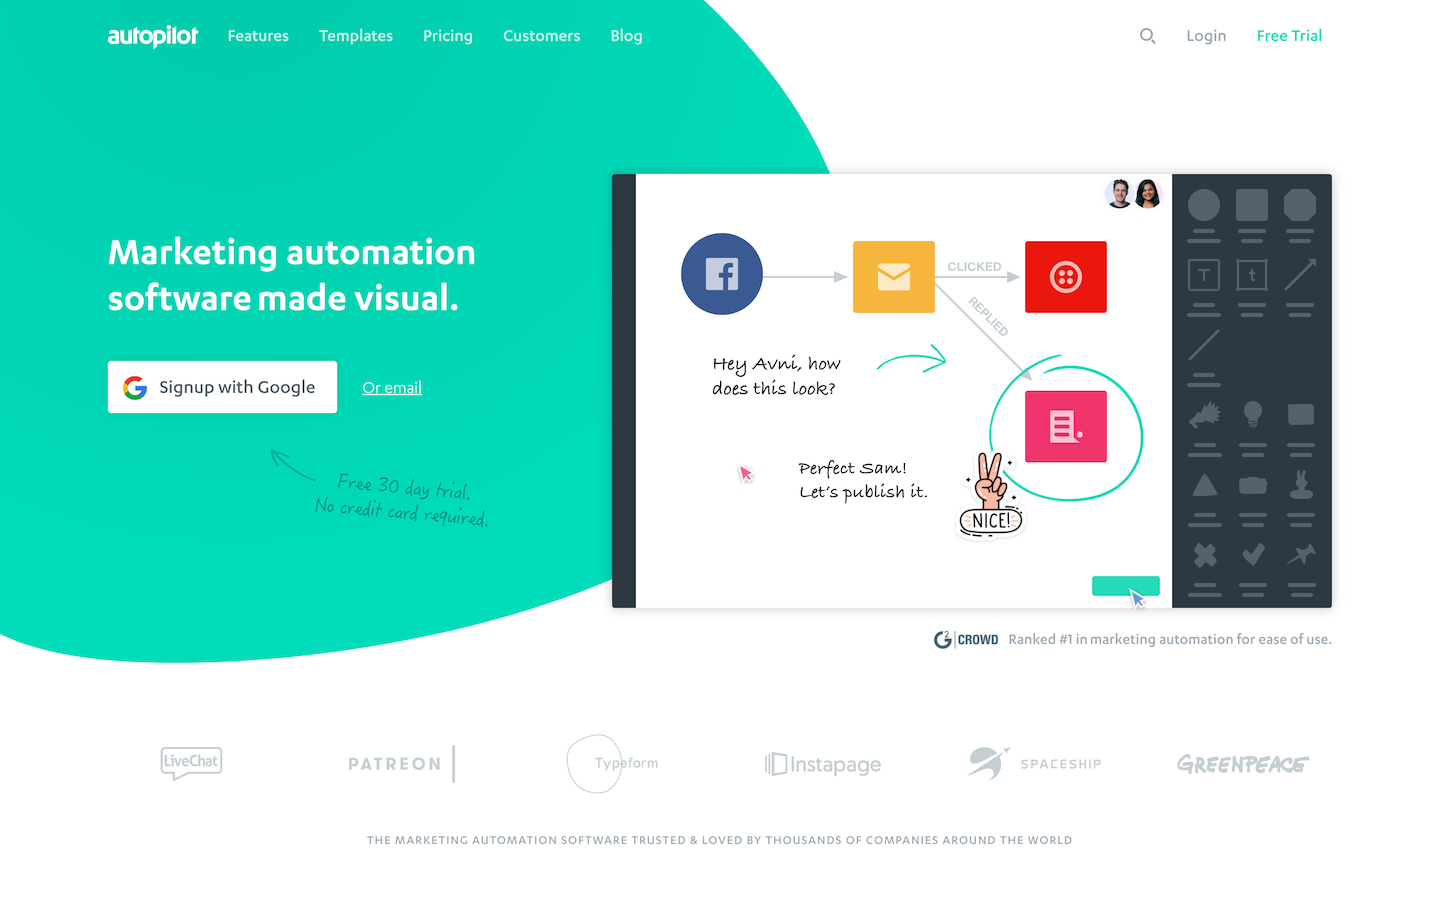 autopilot
Features
Templates
Pricing
Customers
Blog
Login
Free Trial
Marketing automation
software made visual.
Signup with Google
Or email
Free 30 day trial.
No credit card required.
CLICKED
REPLIED
Hey Avni, how
does this look?
Perfect Sam!
Let's publish it.
NICE!
T
t
G2 CROWD
Ranked #1 in marketing automation for ease of use.
LiveChat
PATREON
Typeform
Instapage
SPACESHIP
GREENPEACE
THE MARKETING AUTOMATION SOFTWARE TRUSTED & LOVED BY THOUSANDS OF COMPANIES AROUND THE WORLD